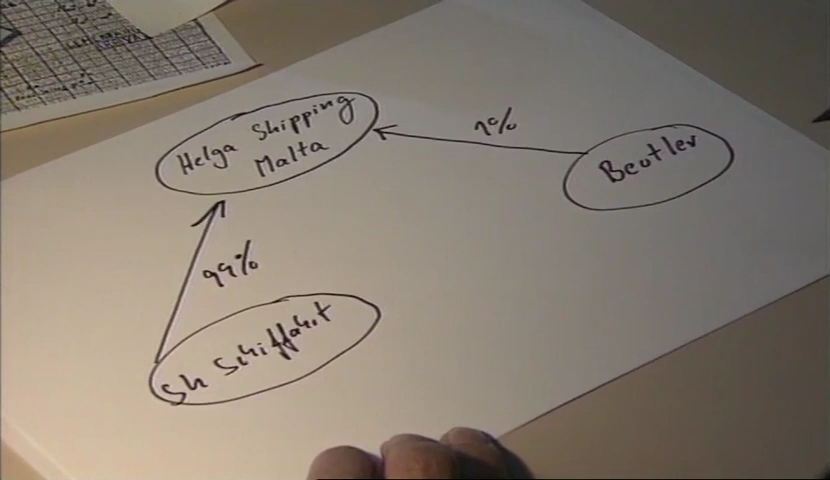 Helga Shipping
Malta
1%
Beutler
99%
SH Schiffahrt